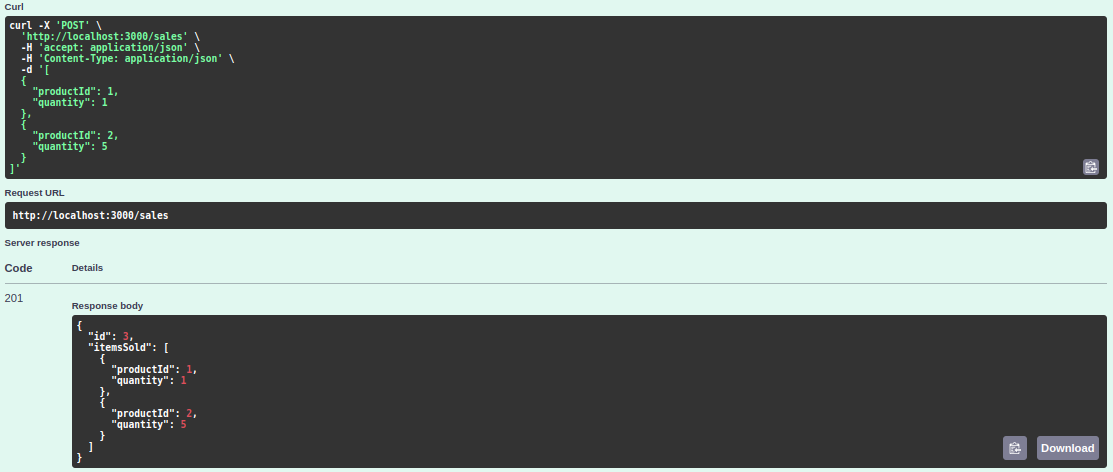 Curl
curl -X 'POST' \
  'http://localhost:3000/sales' \
  -H 'accept: application/json' \
  -H 'Content-Type: application/json' \
  -d '[
  {
    "productId": 1,
    "quantity": 1
  },
  {
    "productId": 2,
    "quantity": 5
  }
]'
Request URL
http://localhost:3000/sales
Server response
Code Details
201
Response body
{
  "id": 3,
  "itemsSold": [
    {
      "productId": 1,
      "quantity": 1
    },
    {
      "productId": 2,
      "quantity": 5
    }
  ]
}
Download